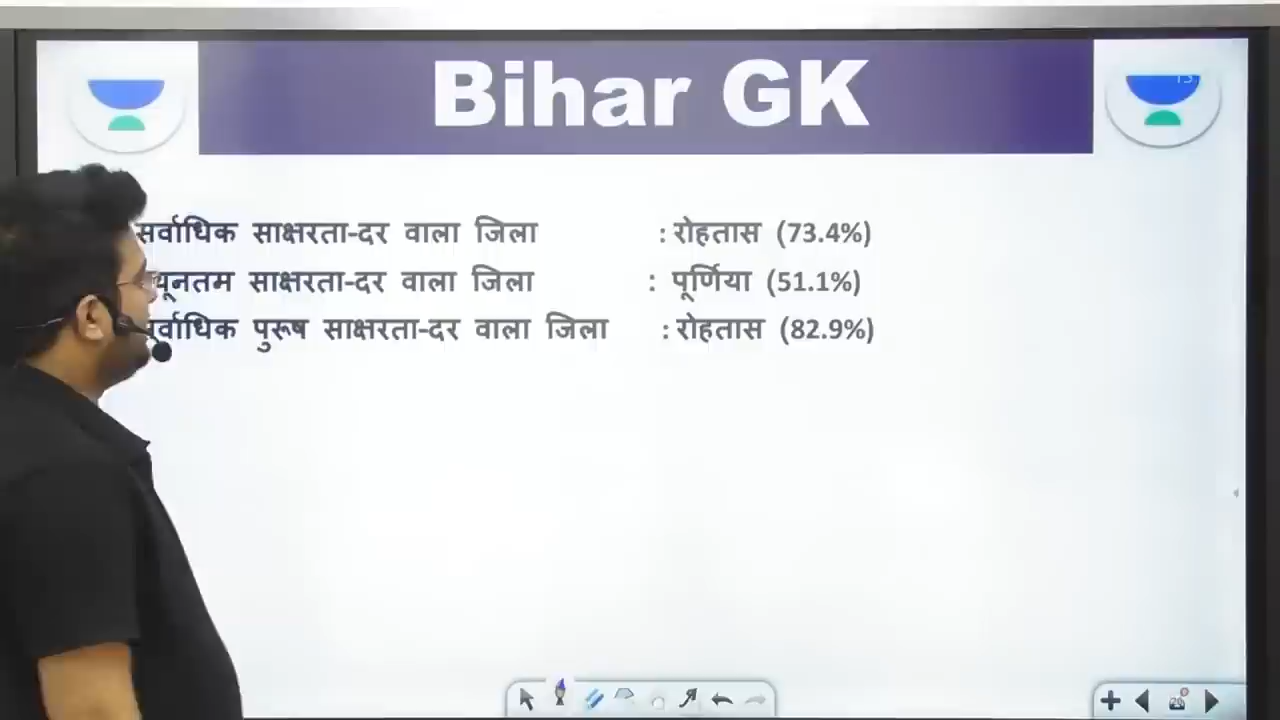 Bihar GK
सर्वाधिक साक्षरता-दर वाला जिला : रोहतास (73.4%)
साक्षरता-दर वाला जिला : पूर्णिया (51.1%)
पुरूष साक्षरता-दर वाला जिला : रोहतास (82.9%)